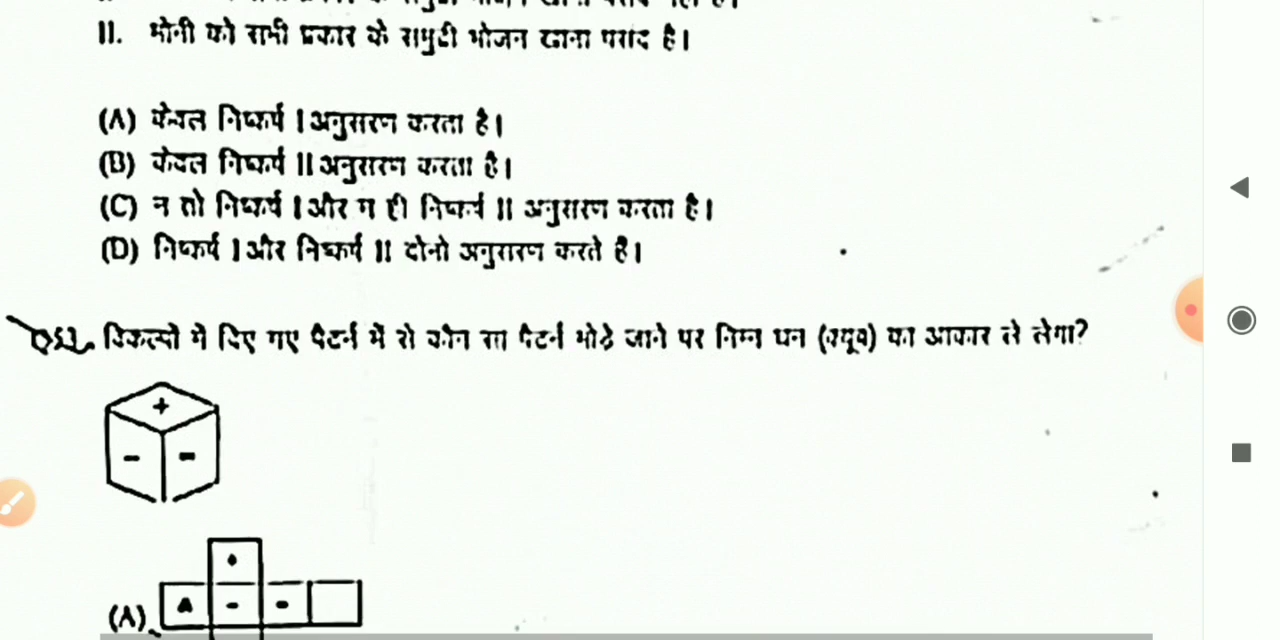 II. मोनी को सभी प्रकार के समुद्री भोजन खाना पसंद है।
(A) केवल निष्कर्ष I अनुसरण करता है।
(B) केवल निष्कर्ष II अनुसरण करता है।
(C) न तो निष्कर्ष I और न ही निष्कर्ष II अनुसरण करता है।
(D) निष्कर्ष I और निष्कर्ष II दोनो अनुसरण करते हैं।
विकल्पों में दिए गए पैटर्न में से कौन सा पैटर्न मोड़े जाने पर निम्न घन (क्यूब) का आकार ले लेगा?
+
- -
(A)
- -